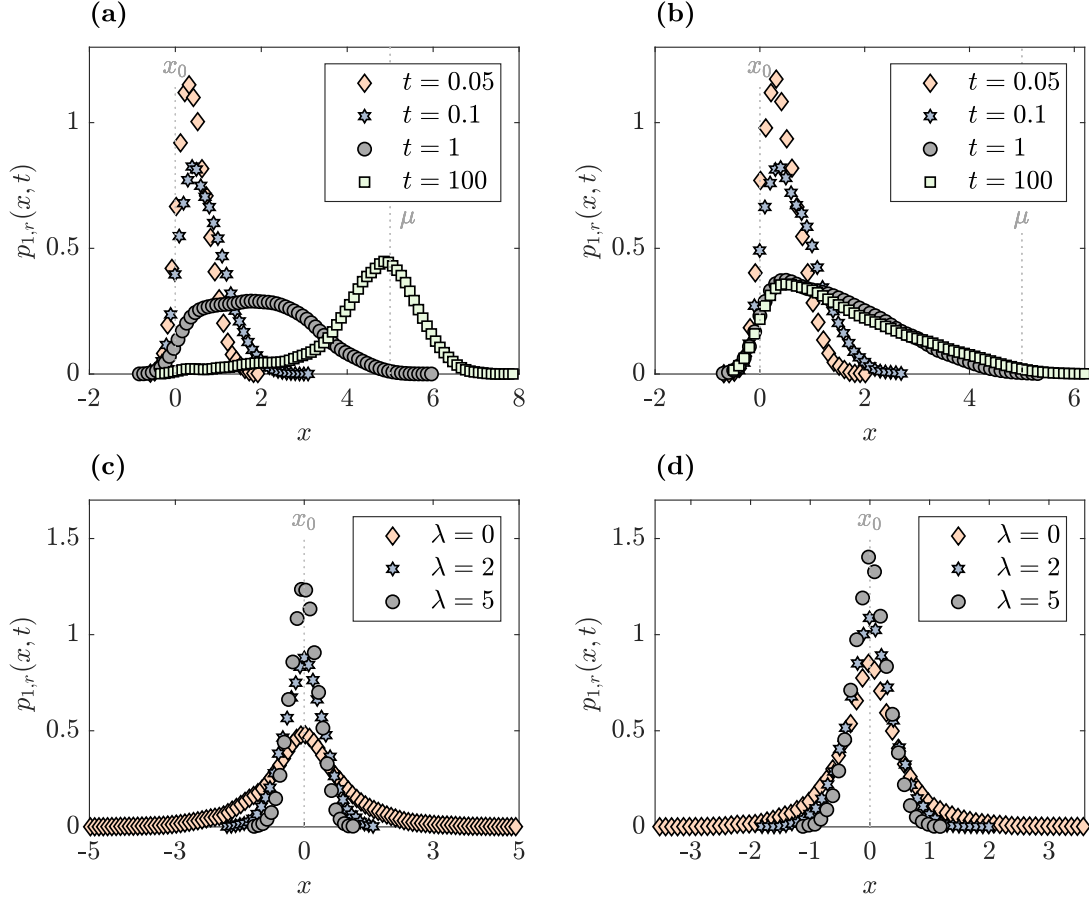 (a)
p₁,ᵣ(x, t)
x₀
μ
t = 0.05
t = 0.1
t = 1
t = 100
0
0.5
1
-2
0
2
4
6
8
x
(b)
p₁,ᵣ(x, t)
x₀
μ
t = 0.05
t = 0.1
t = 1
t = 100
0
0.5
1
-2
0
2
4
6
x
(c)
p₁,ᵣ(x, t)
x₀
λ = 0
λ = 2
λ = 5
0
0.5
1
1.5
-5
-3
0
3
5
x
(d)
p₁,ᵣ(x, t)
x₀
λ = 0
λ = 2
λ = 5
0
0.5
1
1.5
-3
-2
-1
0
1
2
3
x